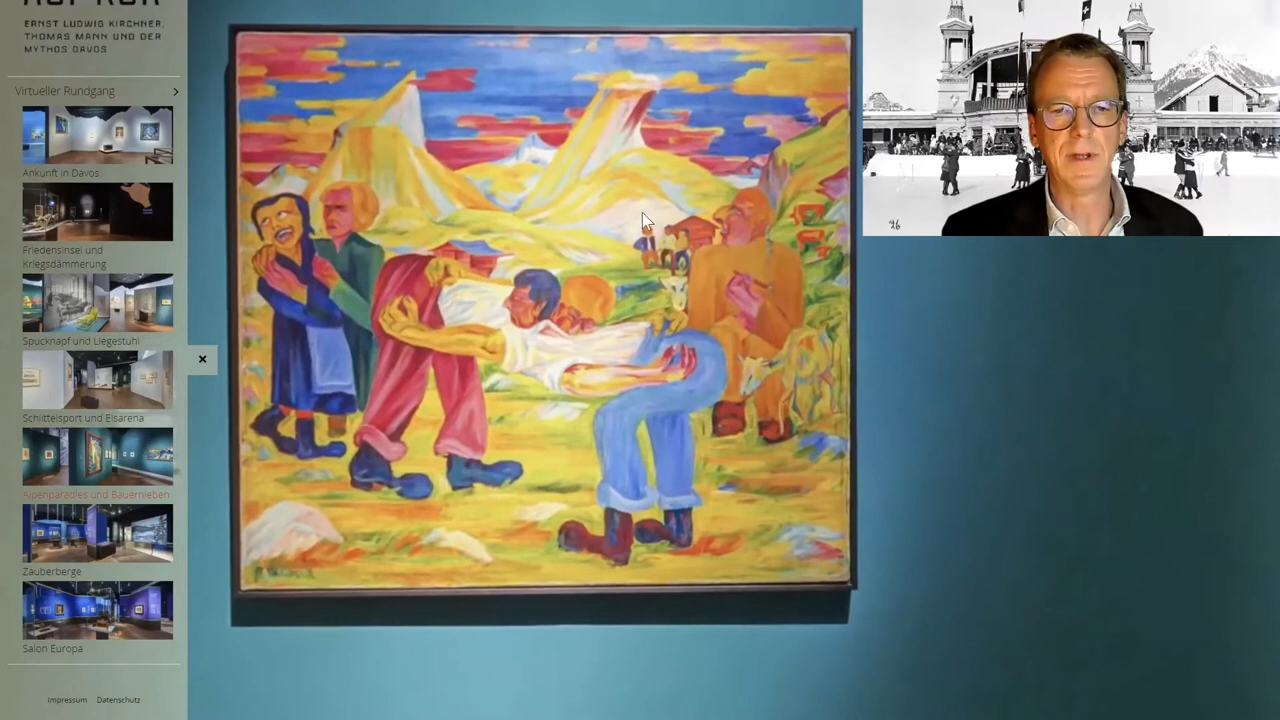 ERNST LUDWIG KIRCHNER,
THOMAS MANN UND DER
MYTHOS DAVOS
Virtueller Rundgang
Ankunft in Davos
Friedensinsel und
Kriegsdämmerung
Spucknapf und Liegestuhl
Schlittelsport und Eisarena
Alpenparadies und Bauernleben
Zauberberge
Salon Europa
Impressum Datenschutz
26